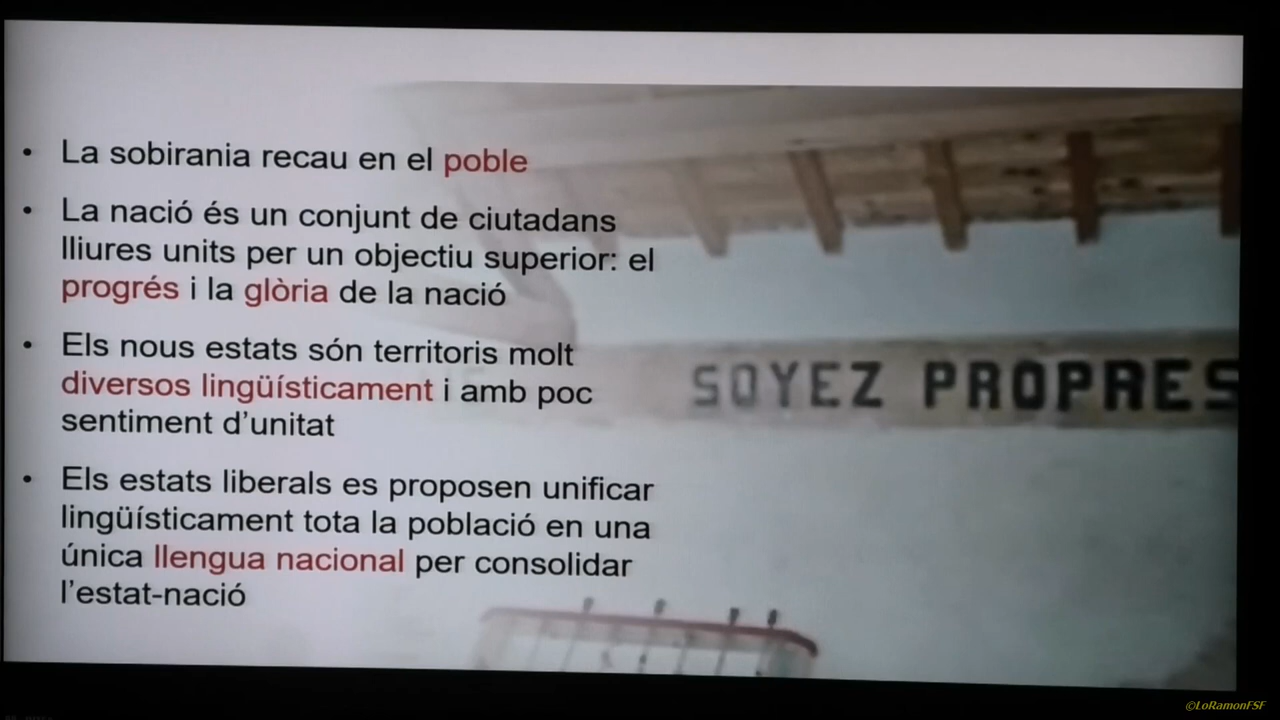 • La sobirania recau en el poble
• La nació és un conjunt de ciutadans
lliures units per un objectiu superior: el
progrés i la glòria de la nació
• Els nous estats són territoris molt
diversos lingüísticament i amb poc
sentiment d’unitat
• Els estats liberals es proposen unificar
lingüísticament tota la població en una
única llengua nacional per consolidar
l’estat-nació
SOYEZ PROPRES
©LoRamonFSF